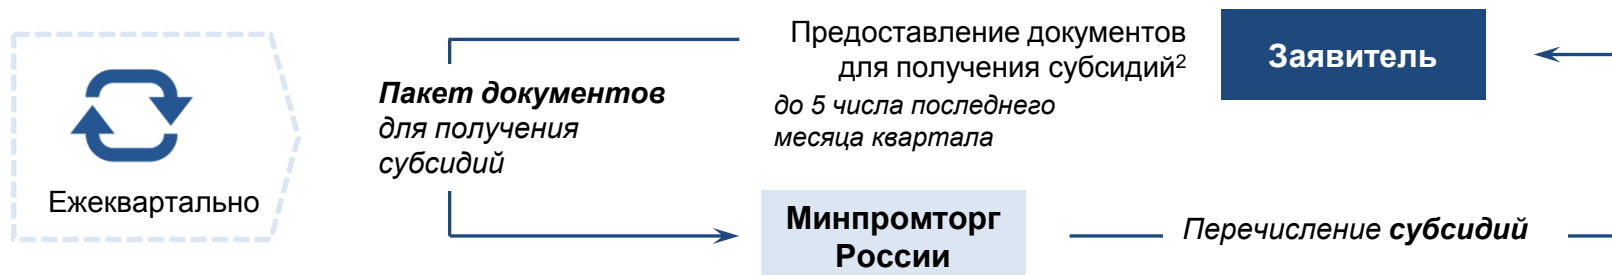 Ежеквартально
Пакет документов
для получения
субсидий
Предоставление документов
для получения субсидий²
до 5 числа последнего
месяца квартала
Заявитель
Минпромторг
России
Перечисление субсидий